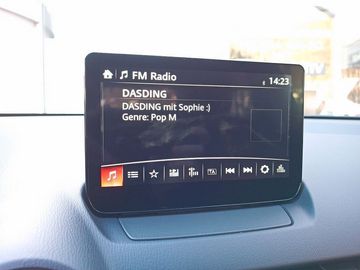 FM Radio
14:23
DASDING
DASDING mit Sophie :)
Genre: Pop M
TA